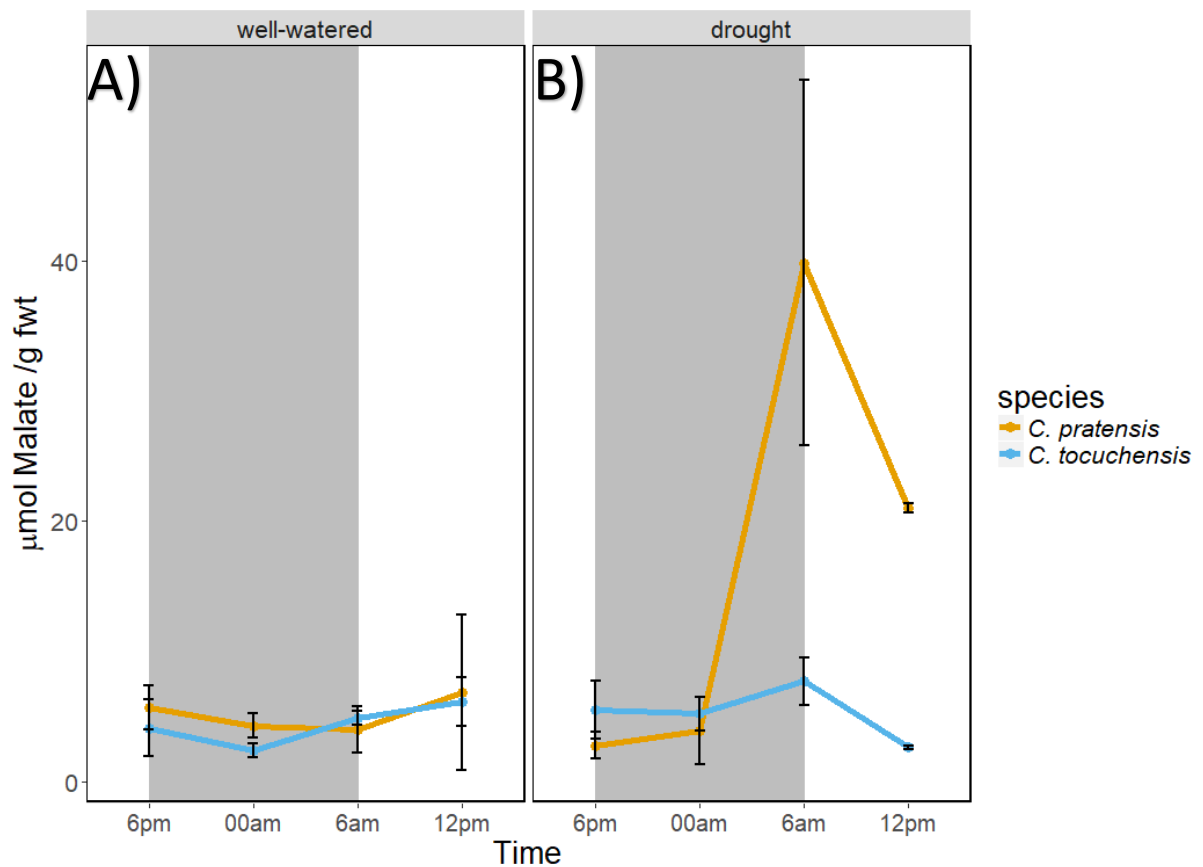 well-watered
drought
A)
B)
40
20
0
μmol Malate /g fwt
6pm 00am 6am 12pm
6pm 00am 6am 12pm
Time
species
C. pratensis
C. tocuchensis